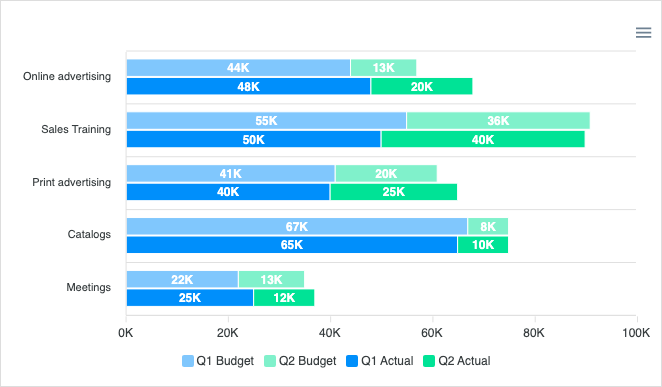 Online advertising
44K 13K
48K 20K
Sales Training
55K 36K
50K 40K
Print advertising
41K 20K
40K 25K
Catalogs
67K 8K
65K 10K
Meetings
22K 13K
25K 12K
0K 20K 40K 60K 80K 100K
Q1 Budget Q2 Budget Q1 Actual Q2 Actual